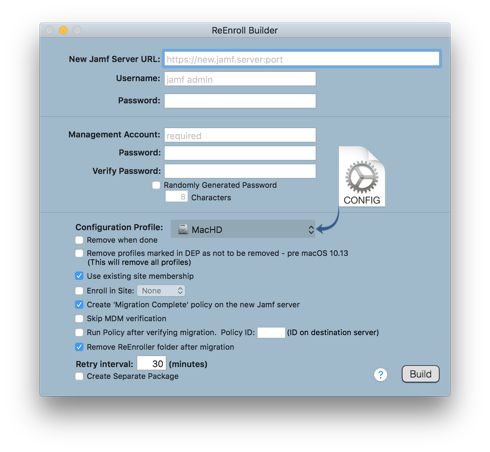 ReEnroll Builder
New Jamf Server URL: https://new.jamf.server:port
Username: jamf admin
Password:
Management Account: required
Password:
Verify Password:
Randomly Generated Password
8 Characters
CONFIG
Configuration Profile: MacHD
Remove when done
Remove profiles marked in DEP as not to be removed - pre macOS 10.13
(This will remove all profiles)
Use existing site membership
Enroll in Site: None
Create 'Migration Complete' policy on the new Jamf server
Skip MDM verification
Run Policy after verifying migration. Policy ID: (ID on destination server)
Remove ReEnroller folder after migration
Retry interval: 30 (minutes)
Create Separate Package
? Build